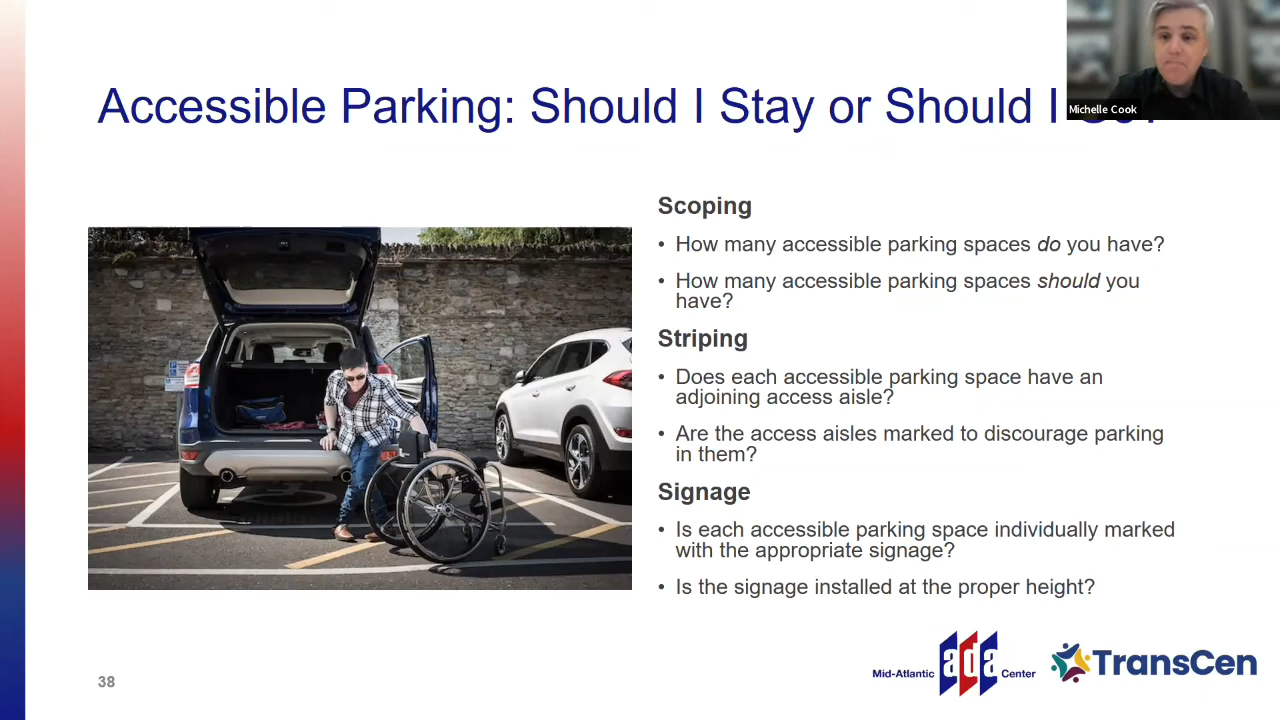 Accessible Parking: Should I Stay or Should I
Michelle Cook
Scoping
• How many accessible parking spaces do you have?
• How many accessible parking spaces should you
have?
Striping
• Does each accessible parking space have an
adjoining access aisle?
• Are the access aisles marked to discourage parking
in them?
Signage
• Is each accessible parking space individually marked
with the appropriate signage?
• Is the signage installed at the proper height?
38
Mid-Atlantic ada Center
TransCen